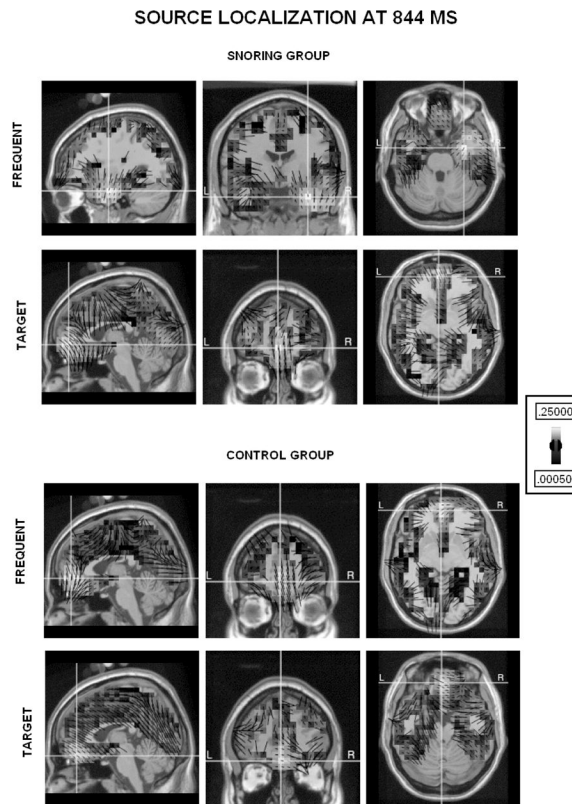 SOURCE LOCALIZATION AT 844 MS
SNORING GROUP
FREQUENT
L R
L R
TARGET
L R
L R
.25000
.00050
CONTROL GROUP
FREQUENT
L R
L R
TARGET
L R
L R